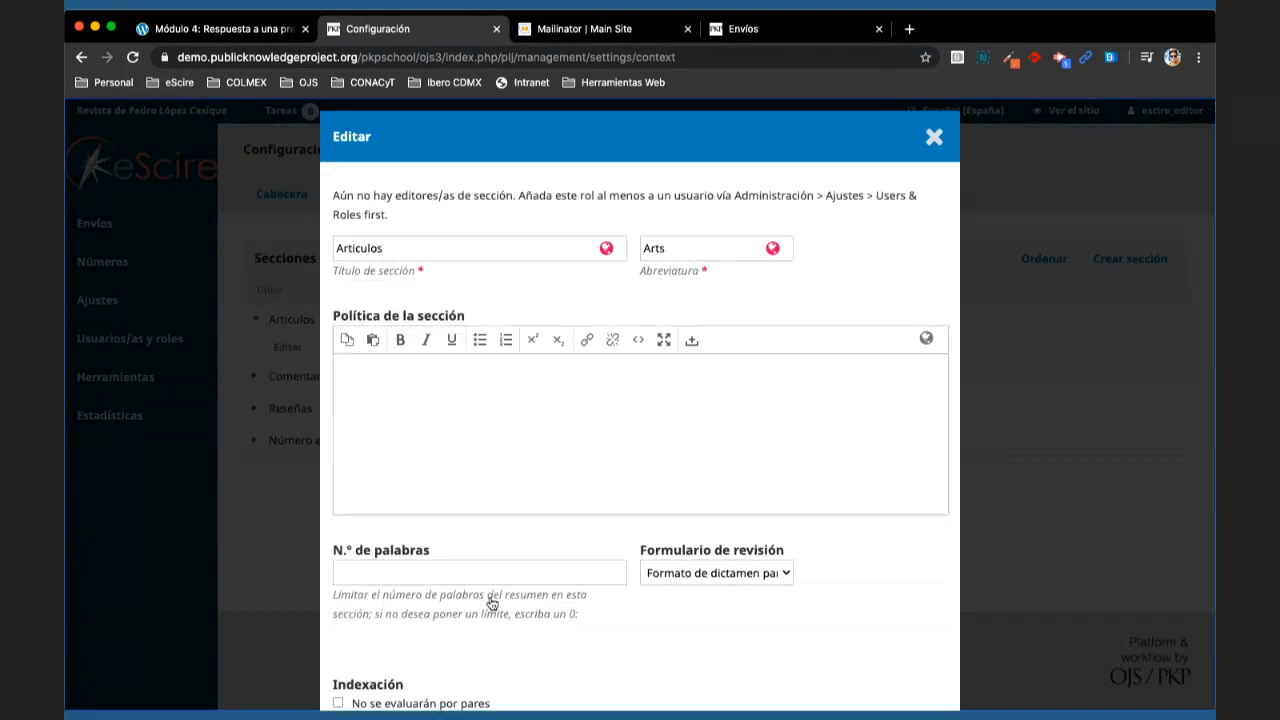 Módulo 4: Respuesta a una pre
Configuración
Mailinator | Main Site
Envíos
demo.publicknowledgeproject.org/pkpschool/ojs3/index.php/plj/management/settings/context
Personal eScire COLMEX OJS CONACyT Ibero CDMX Intranet Herramientas Web
Revista de Pedro López Casique Tareas 0 Español (España) Ver el sitio escire_editor
eScire
Configuraci
Cabecera
Envíos
Números
Ajustes
Usuarios/as y roles
Herramientas
Estadísticas
Secciones
Ordenar Crear sección
Título
Artículos
Editar
Comentar
Reseñas
Número e
Editar
Aún no hay editores/as de sección. Añada este rol al menos a un usuario vía Administración > Ajustes > Users &
Roles first.
Articulos Arts
Título de sección * Abreviatura *
Política de la sección
N.º de palabras Formulario de revisión
Formato de dictamen par
Limitar el número de palabras del resumen en esta
sección; si no desea poner un límite, escriba un 0:
Indexación
No se evaluarán por pares
Platform &
workflow by
OJS / PKP